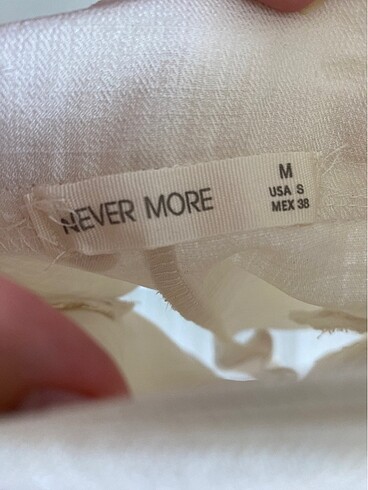 NEVER MORE
M
USA S
MEX 38